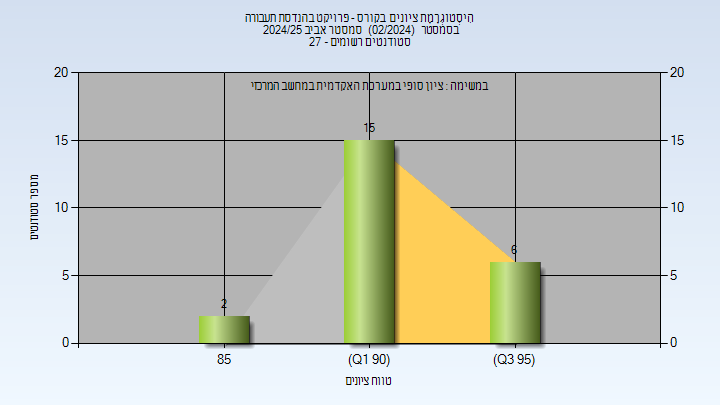 היסטוגרמת ציונים בקורס - פרויקט בהנדסת תעבורה
בסמסטר (02/2024) סמסטר אביב 2024/25
סטודנטים רשומים - 27
במשימה : ציון סופי במערכת האקדמית במחשב המרכזי
20 20
15
15 15
10 10
6
5 5
2
0 0
85 (Q1 90) (Q3 95)
מספר סטודנטים
טווח ציונים